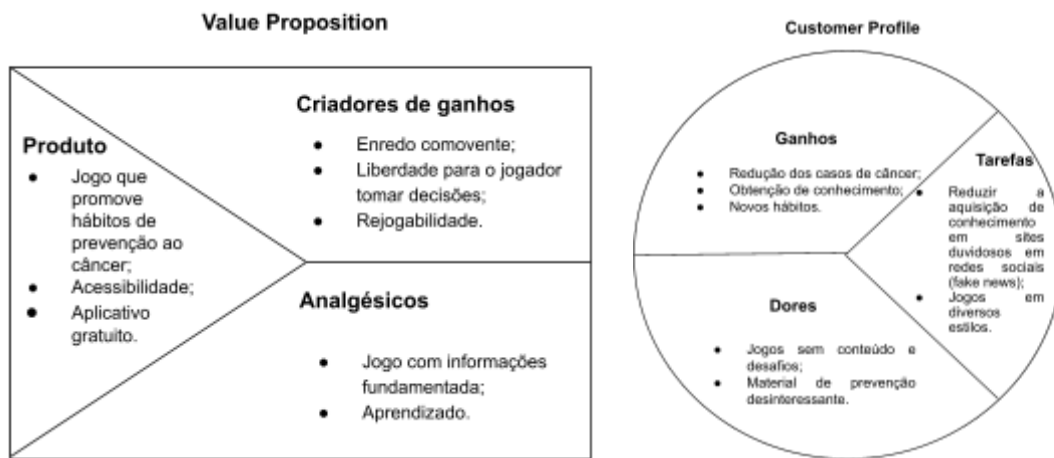 Value Proposition
Produto
● Jogo que
promove
hábitos de
prevenção ao
câncer;
● Acessibilidade;
● Aplicativo
gratuito.
Criadores de ganhos
● Enredo comovente;
● Liberdade para o jogador
tomar decisões;
● Rejogabilidade.
Analgésicos
● Jogo com informações
fundamentada;
● Aprendizado.
Customer Profile
Ganhos
● Redução dos casos de câncer;
● Obtenção de conhecimento;
● Novos hábitos.
Tarefas
● Reduzir a
aquisição de
conhecimento
em sites
duvidosos em
redes sociais
(fake news);
● Jogos em
diversos
estilos.
Dores
● Jogos sem conteúdo e
desafios;
● Material de prevenção
desinteressante.